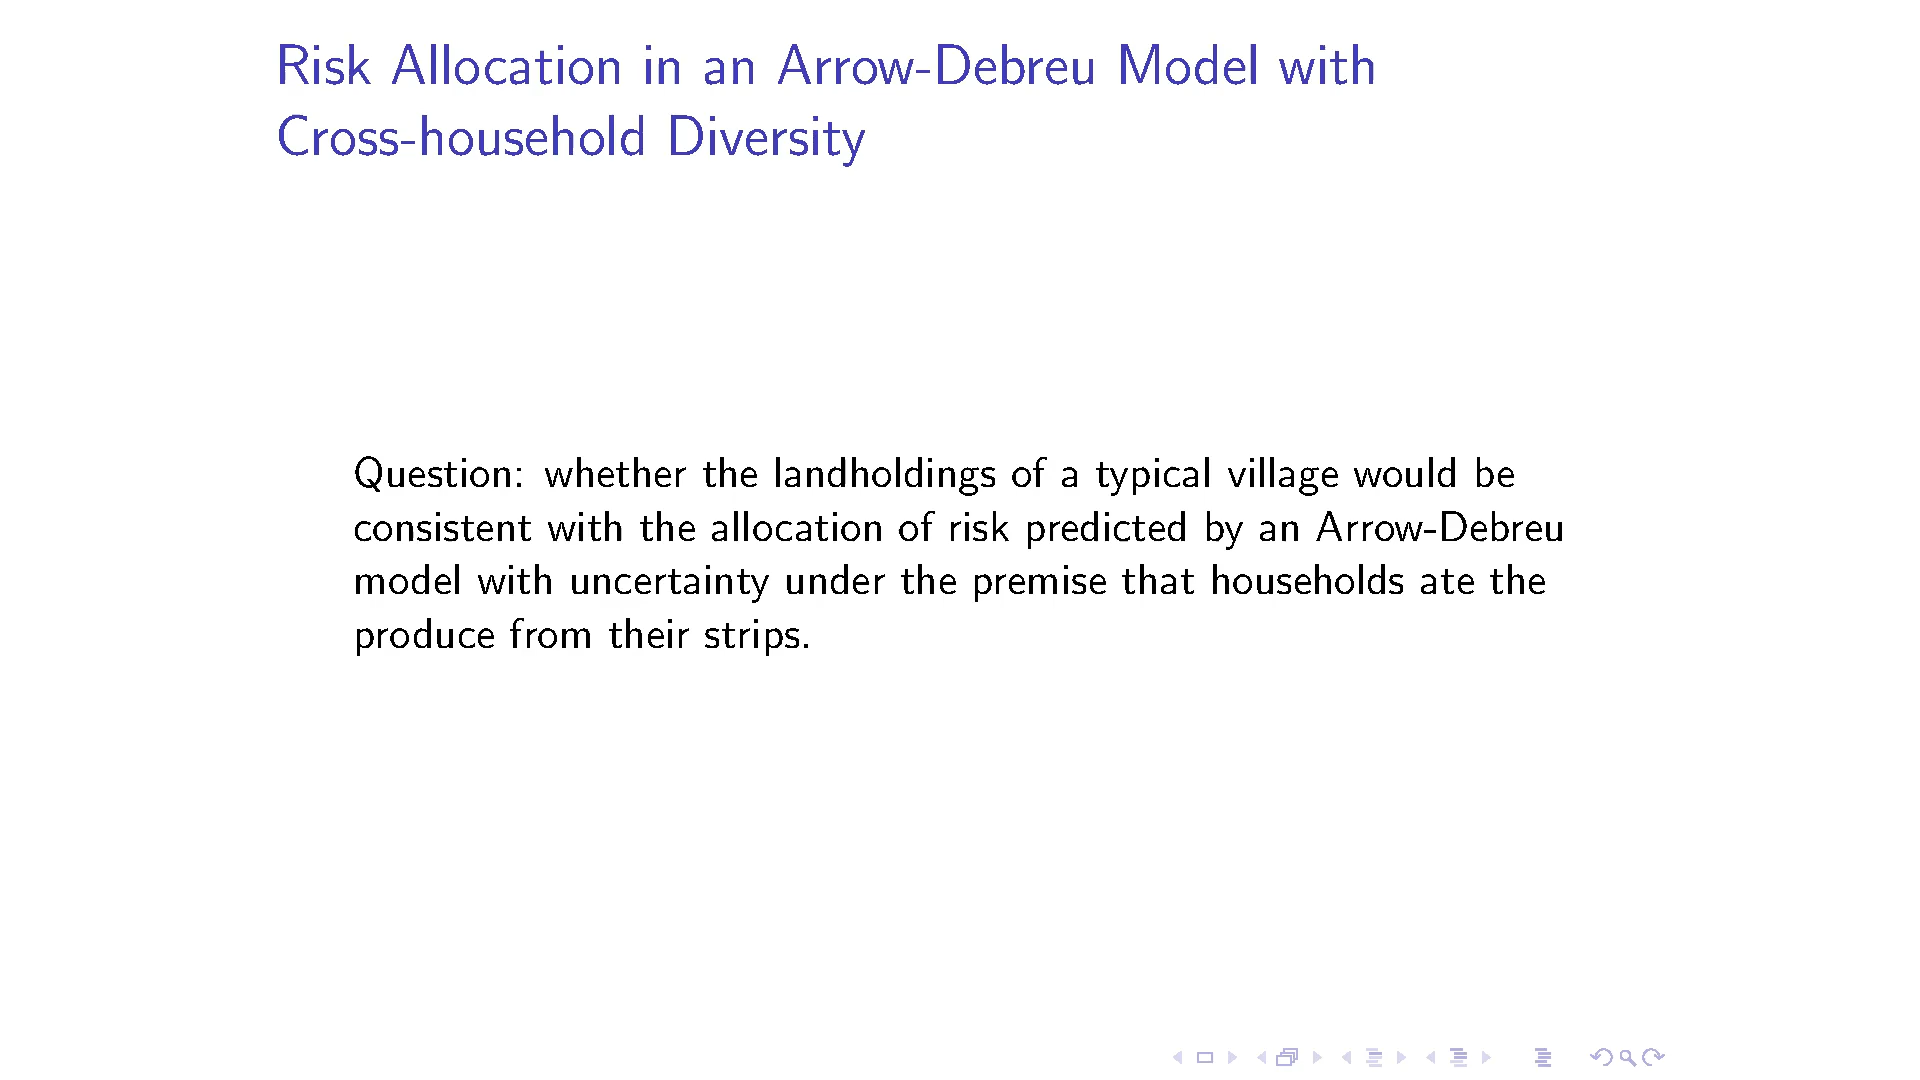 Risk Allocation in an Arrow-Debreu Model with
Cross-household Diversity
Question: whether the landholdings of a typical village would be
consistent with the allocation of risk predicted by an Arrow-Debreu
model with uncertainty under the premise that households ate the
produce from their strips.